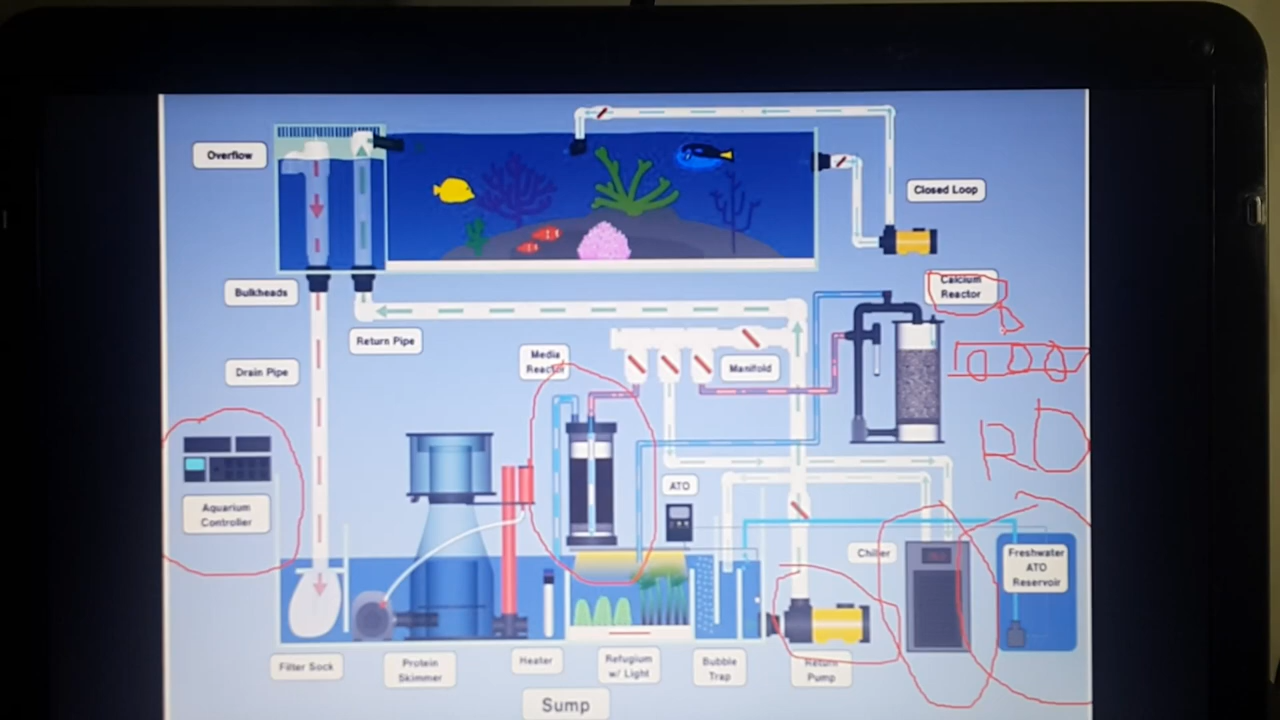 Overflow
Closed Loop
Calcium
Reactor
Bulkheads
Return Pipe
Media
Reactor
Manifold
Drain Pipe
RO
ATO
Aquarium
Controller
Chiller
Freshwater
ATO
Reservoir
Filter Sock
Protein
Skimmer
Heater
Refugium
w/ Light
Bubble
Trap
Return
Pump
Sump